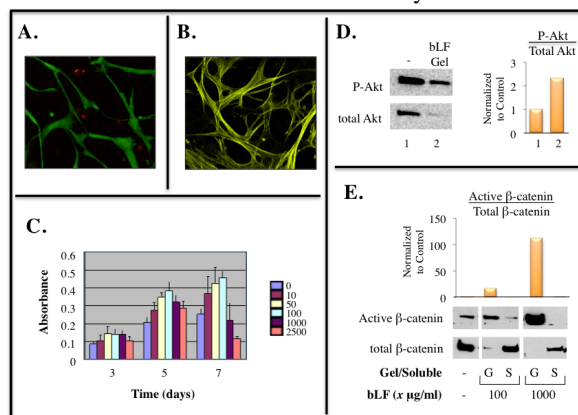 A.
B.
C.
Absorbance
0.6
0.5
0.4
0.3
0.2
0.1
0
3
5
7
Time (days)
0
10
50
100
1000
2500
D.
- bLF Gel
P-Akt
total Akt
1 2
P-Akt
Total Akt
Normalized to Control
3
2
1
0
1 2
E.
Active β-catenin
Total β-catenin
Normalized to Control
150
100
50
0
Active β-catenin
total β-catenin
Gel/Soluble - G S G S
bLF (x µg/ml) - 100 1000